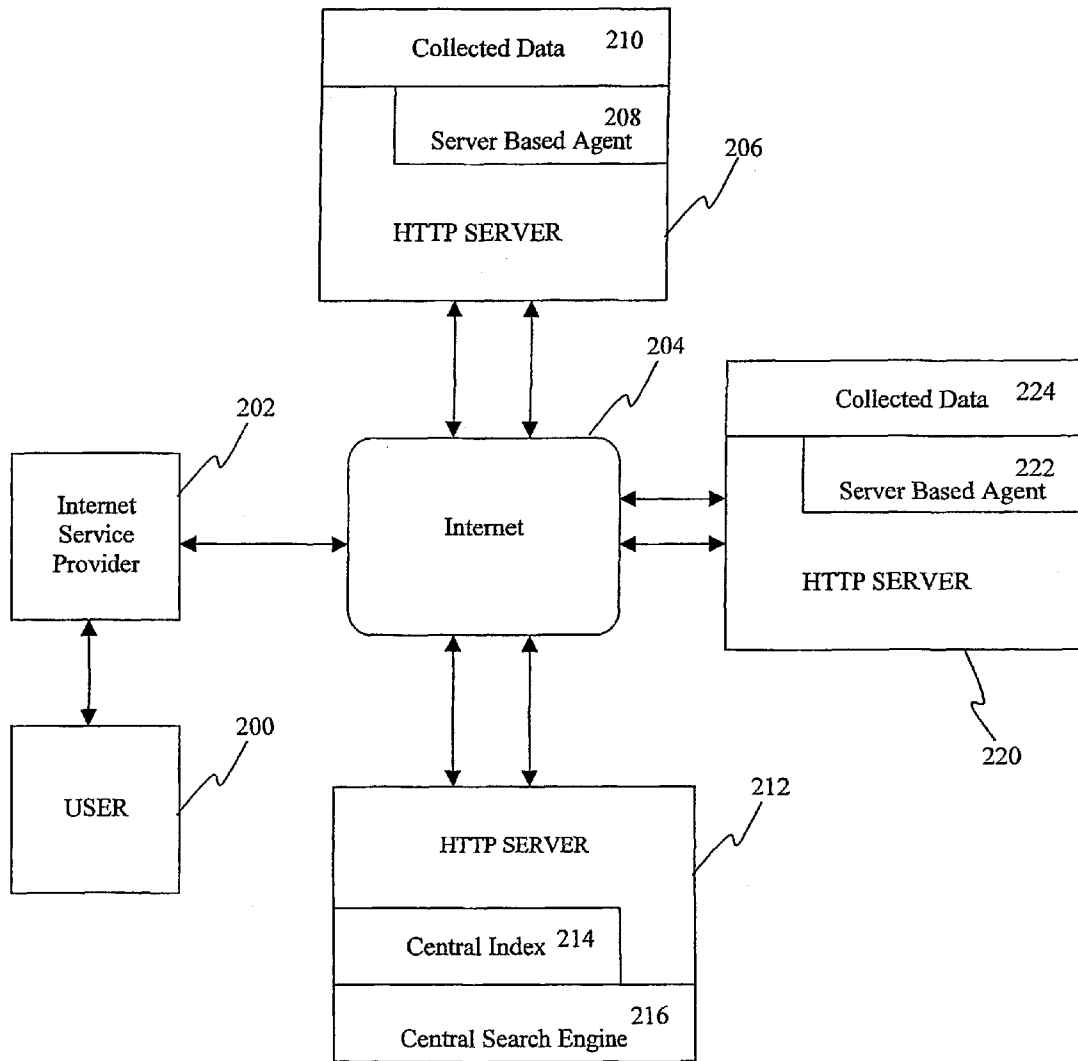 Collected Data 210
208
Server Based Agent
206
HTTP SERVER
204
Collected Data 224
202
222
Server Based Agent
Internet
Service
Provider
Internet
HTTP SERVER
200
220
USER
212
HTTP SERVER
Central Index 214
Central Search Engine 216